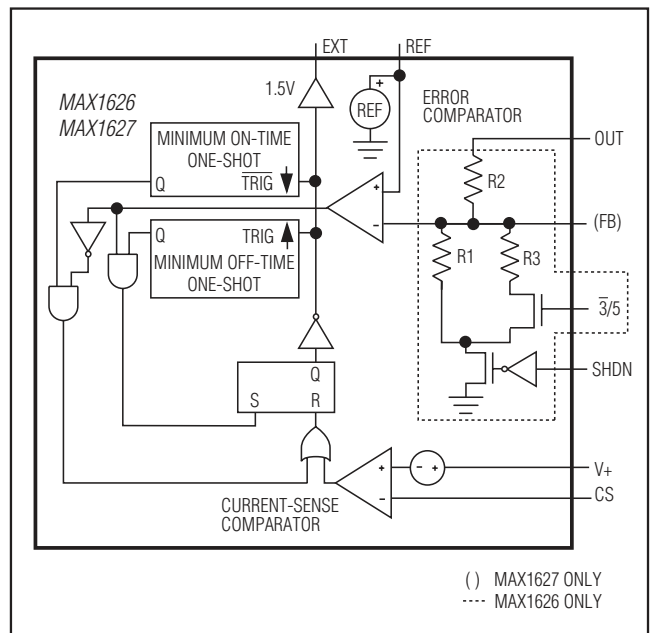 EXT
REF
1.5V
MAX1626
MAX1627
+
REF
ERROR
COMPARATOR
OUT
MINIMUM ON-TIME
ONE-SHOT
Q
T̅R̅I̅G̅
R2
+
−
(FB)
Q
TRIG
MINIMUM OFF-TIME
ONE-SHOT
R1
R3
3̅/5
Q
S
R
SHDN
+
−
− +
V+
CS
CURRENT-SENSE
COMPARATOR
( ) MAX1627 ONLY
---- MAX1626 ONLY